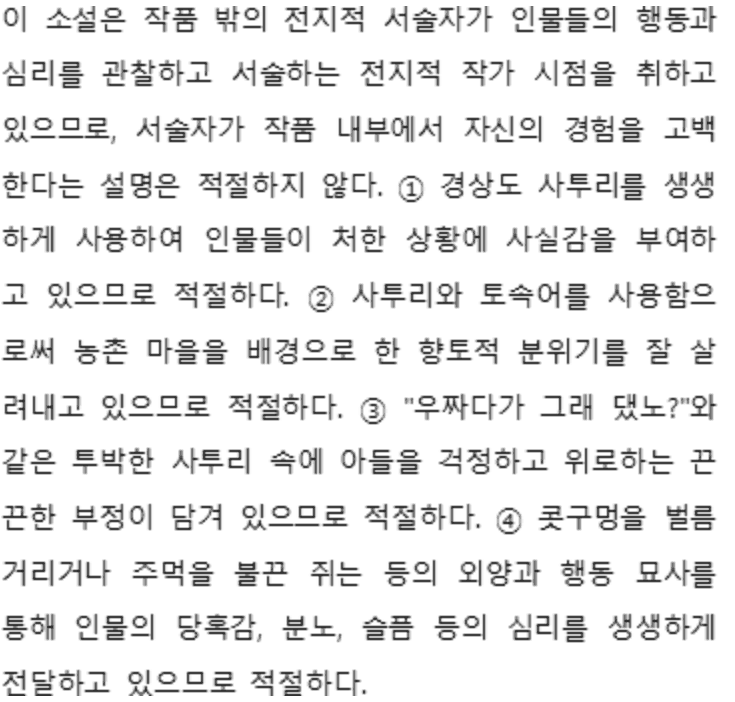 이 소설은 작품 밖의 전지적 서술자가 인물들의 행동과
심리를 관찰하고 서술하는 전지적 작가 시점을 취하고
있으므로, 서술자가 작품 내부에서 자신의 경험을 고백
한다는 설명은 적절하지 않다. ① 경상도 사투리를 생생
하게 사용하여 인물들이 처한 상황에 사실감을 부여하
고 있으므로 적절하다. ② 사투리와 토속어를 사용함으
로써 농촌 마을을 배경으로 한 향토적 분위기를 잘 살
려내고 있으므로 적절하다. ③ "우짜다가 그래 댔노?"와
같은 투박한 사투리 속에 아들을 걱정하고 위로하는 끈
끈한 부정이 담겨 있으므로 적절하다. ④ 콧구멍을 벌름
거리거나 주먹을 불끈 쥐는 등의 외양과 행동 묘사를
통해 인물의 당혹감, 분노, 슬픔 등의 심리를 생생하게
전달하고 있으므로 적절하다.